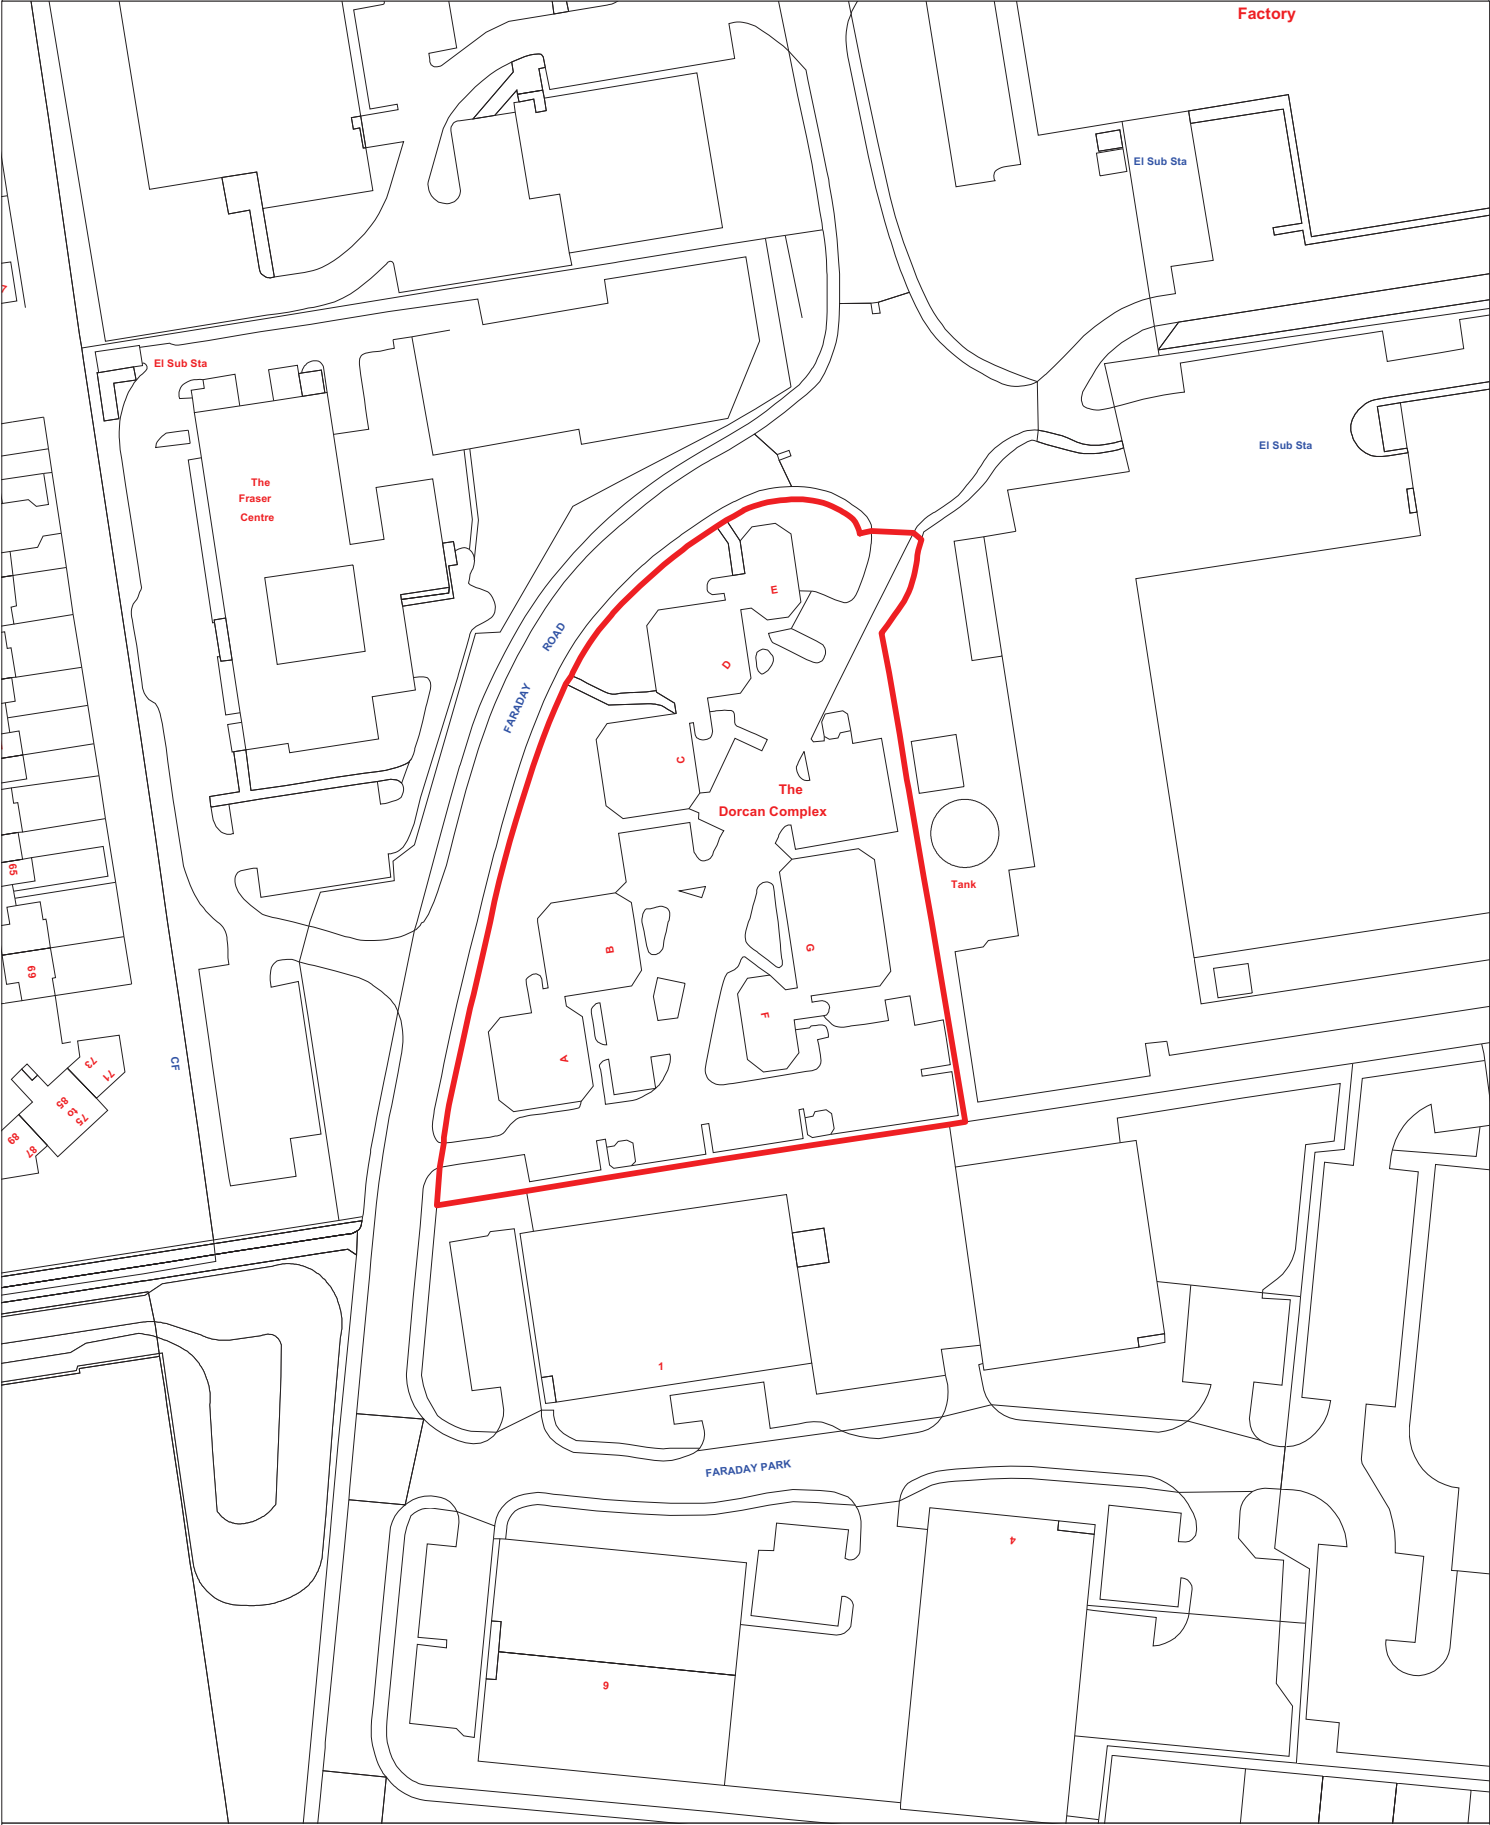 Factory
El Sub Sta
El Sub Sta
El Sub Sta
The
Fraser
Centre
E
ROAD
FARADAY
D
C
The
Dorcan Complex
65
Tank
B
G
69
F
A
CF
73
71
75
to
85
89
87
1
FARADAY PARK
4
9